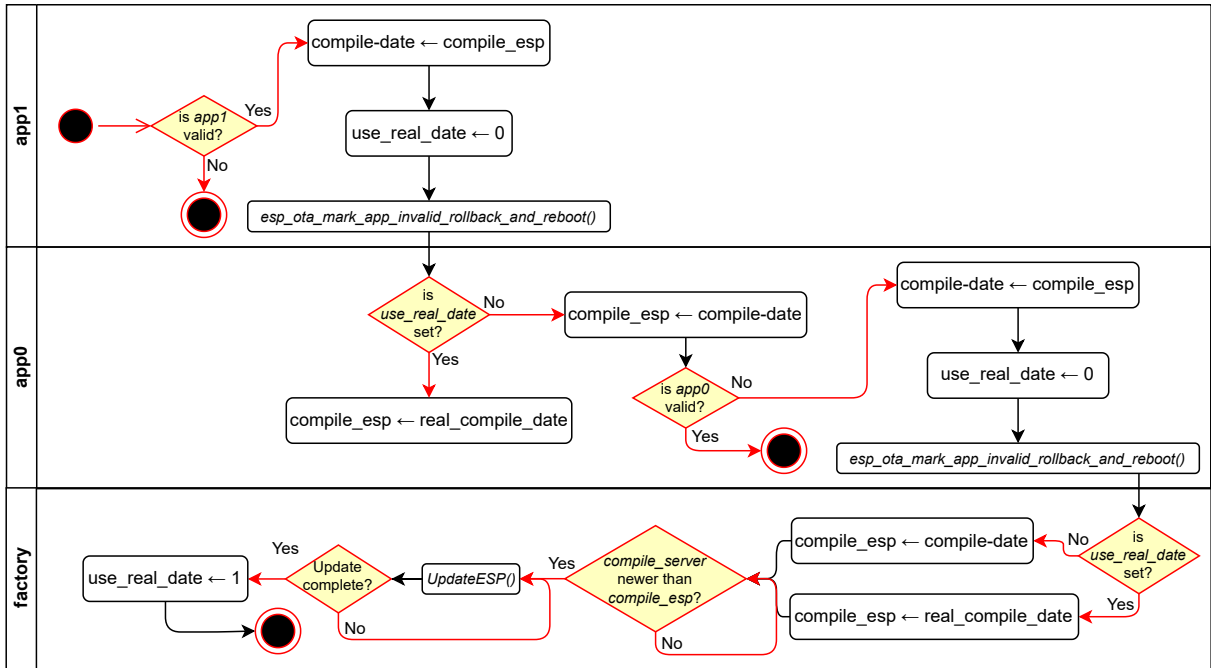 app1
compile-date ← compile_esp
is app1
valid?
Yes
No
use_real_date ← 0
esp_ota_mark_app_invalid_rollback_and_reboot()
app0
is
use_real_date
set?
No
Yes
compile_esp ← compile-date
compile_esp ← real_compile_date
is app0
valid?
No
Yes
compile-date ← compile_esp
use_real_date ← 0
esp_ota_mark_app_invalid_rollback_and_reboot()
factory
is
use_real_date
set?
No
Yes
compile_esp ← compile-date
compile_esp ← real_compile_date
compile_server
newer than
compile_esp?
Yes
No
UpdateESP()
Update
complete?
Yes
No
use_real_date ← 1